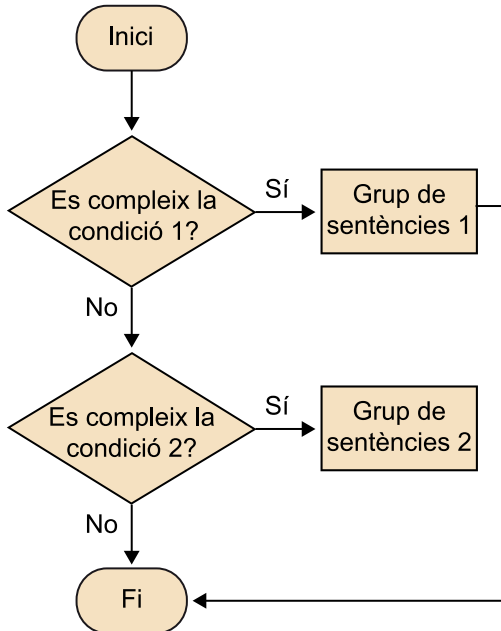 Inici
Es compleix la
condició 1?
Sí
Grup de
sentències 1
No
Es compleix la
condició 2?
Sí
Grup de
sentències 2
No
Fi